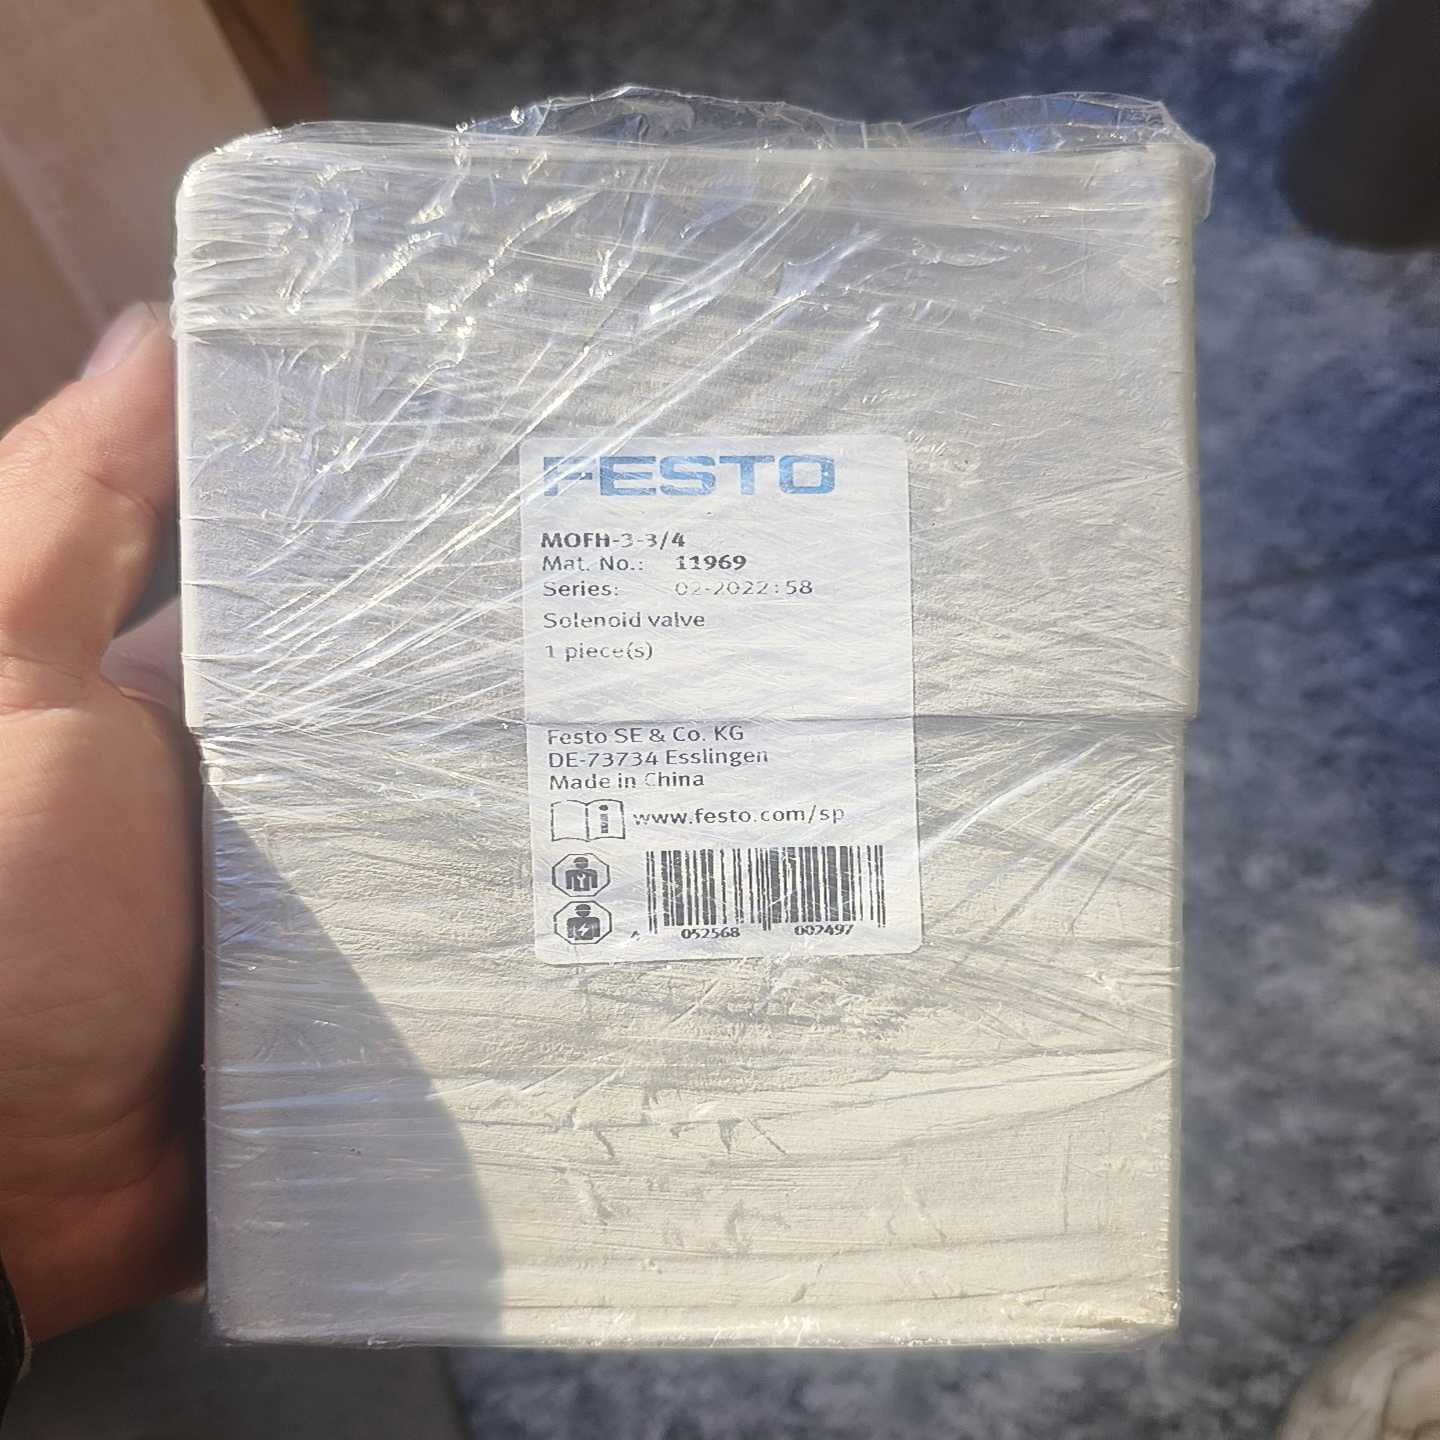 FESTO
MOFH-3-3/4
Mat. No.: 11969
Series: 02-2022:58
Solenoid valve
1 piece(s)
Festo SE & Co. KG
DE-73734 Esslingen
Made in China
www.festo.com/sp
4 052568 002497